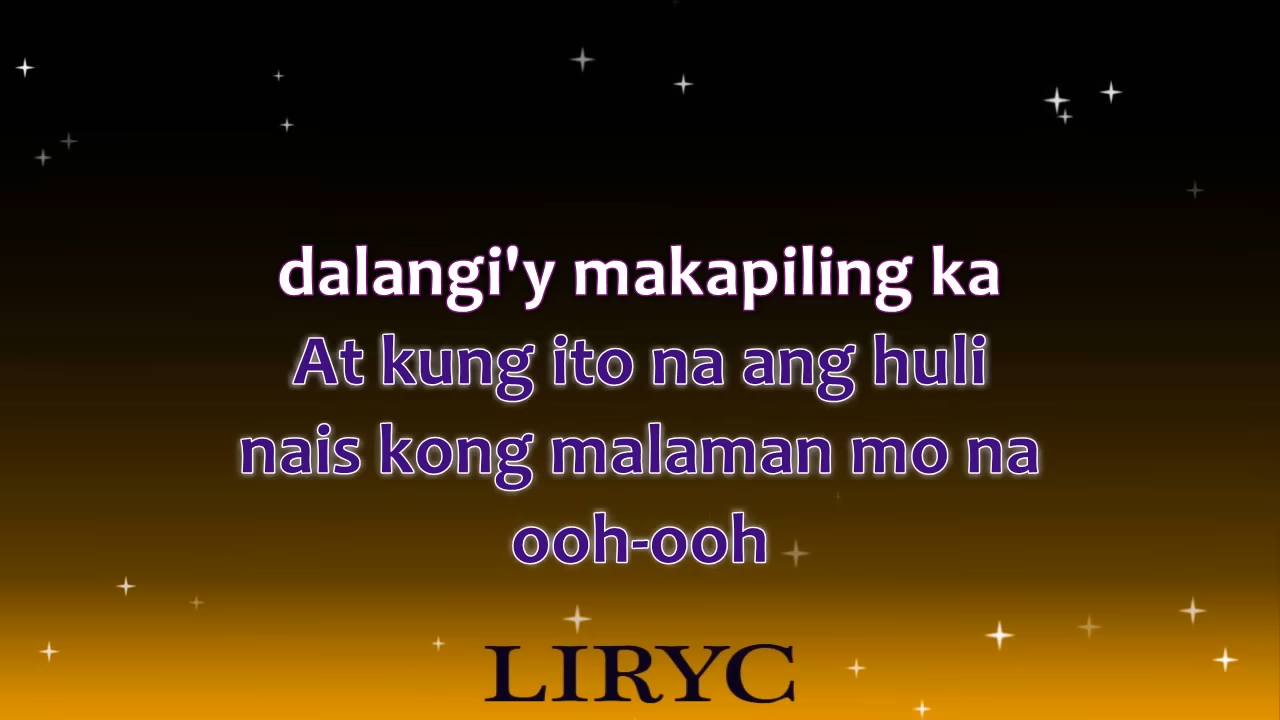 dalangi'y makapiling ka
At kung ito na ang huli
nais kong malaman mo na
ooh-ooh
LIRYC